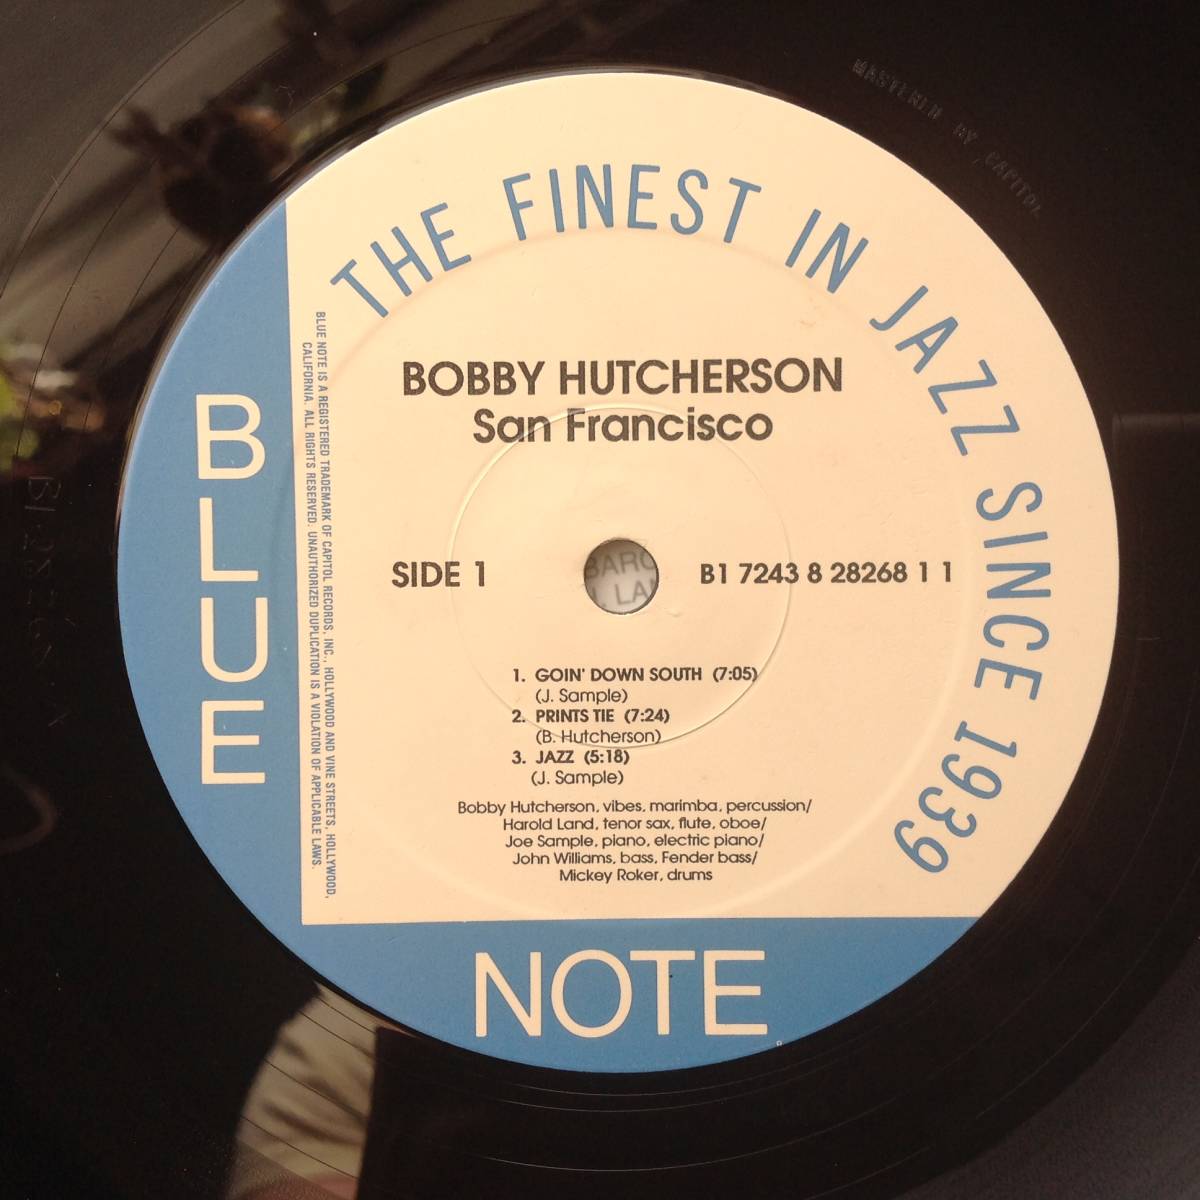 MASTERED BY CAPITOL
THE FINEST IN JAZZ SINCE 1939
BLUE NOTE IS A REGISTERED TRADEMARK OF CAPITOL RECORDS, INC., HOLLYWOOD AND VINE STREETS, HOLLYWOOD,
CALIFORNIA. ALL RIGHTS RESERVED. UNAUTHORIZED DUPLICATION IS A VIOLATION OF APPLICABLE LAWS.
BOBBY HUTCHERSON
San Francisco
SIDE 1
B1 7243 8 28268 1 1
1. GOIN' DOWN SOUTH (7:05)
(J. Sample)
2. PRINTS TIE (7:24)
(B. Hutcherson)
3. JAZZ (5:18)
(J. Sample)
Bobby Hutcherson, vibes, marimba, percussion/
Harold Land, tenor sax, flute, oboe/
Joe Sample, piano, electric piano/
John Williams, bass, Fender bass/
Mickey Roker, drums
BLUE
NOTE